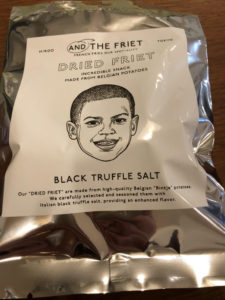 AND THE FRIET
FRENCH FRIES OUR SPECIALITY
HIROO
TOKYO
DRIED FRIET
INCREDIBLE SNACK
MADE FROM BELGIAN POTATOES
BLACK TRUFFLE SALT
Our "DRIED FRIET" are made from high-quality Belgian "Bintje" potatoes.
We carefully selected and seasoned them with
Italian black truffle salt, providing an enhanced flavor.